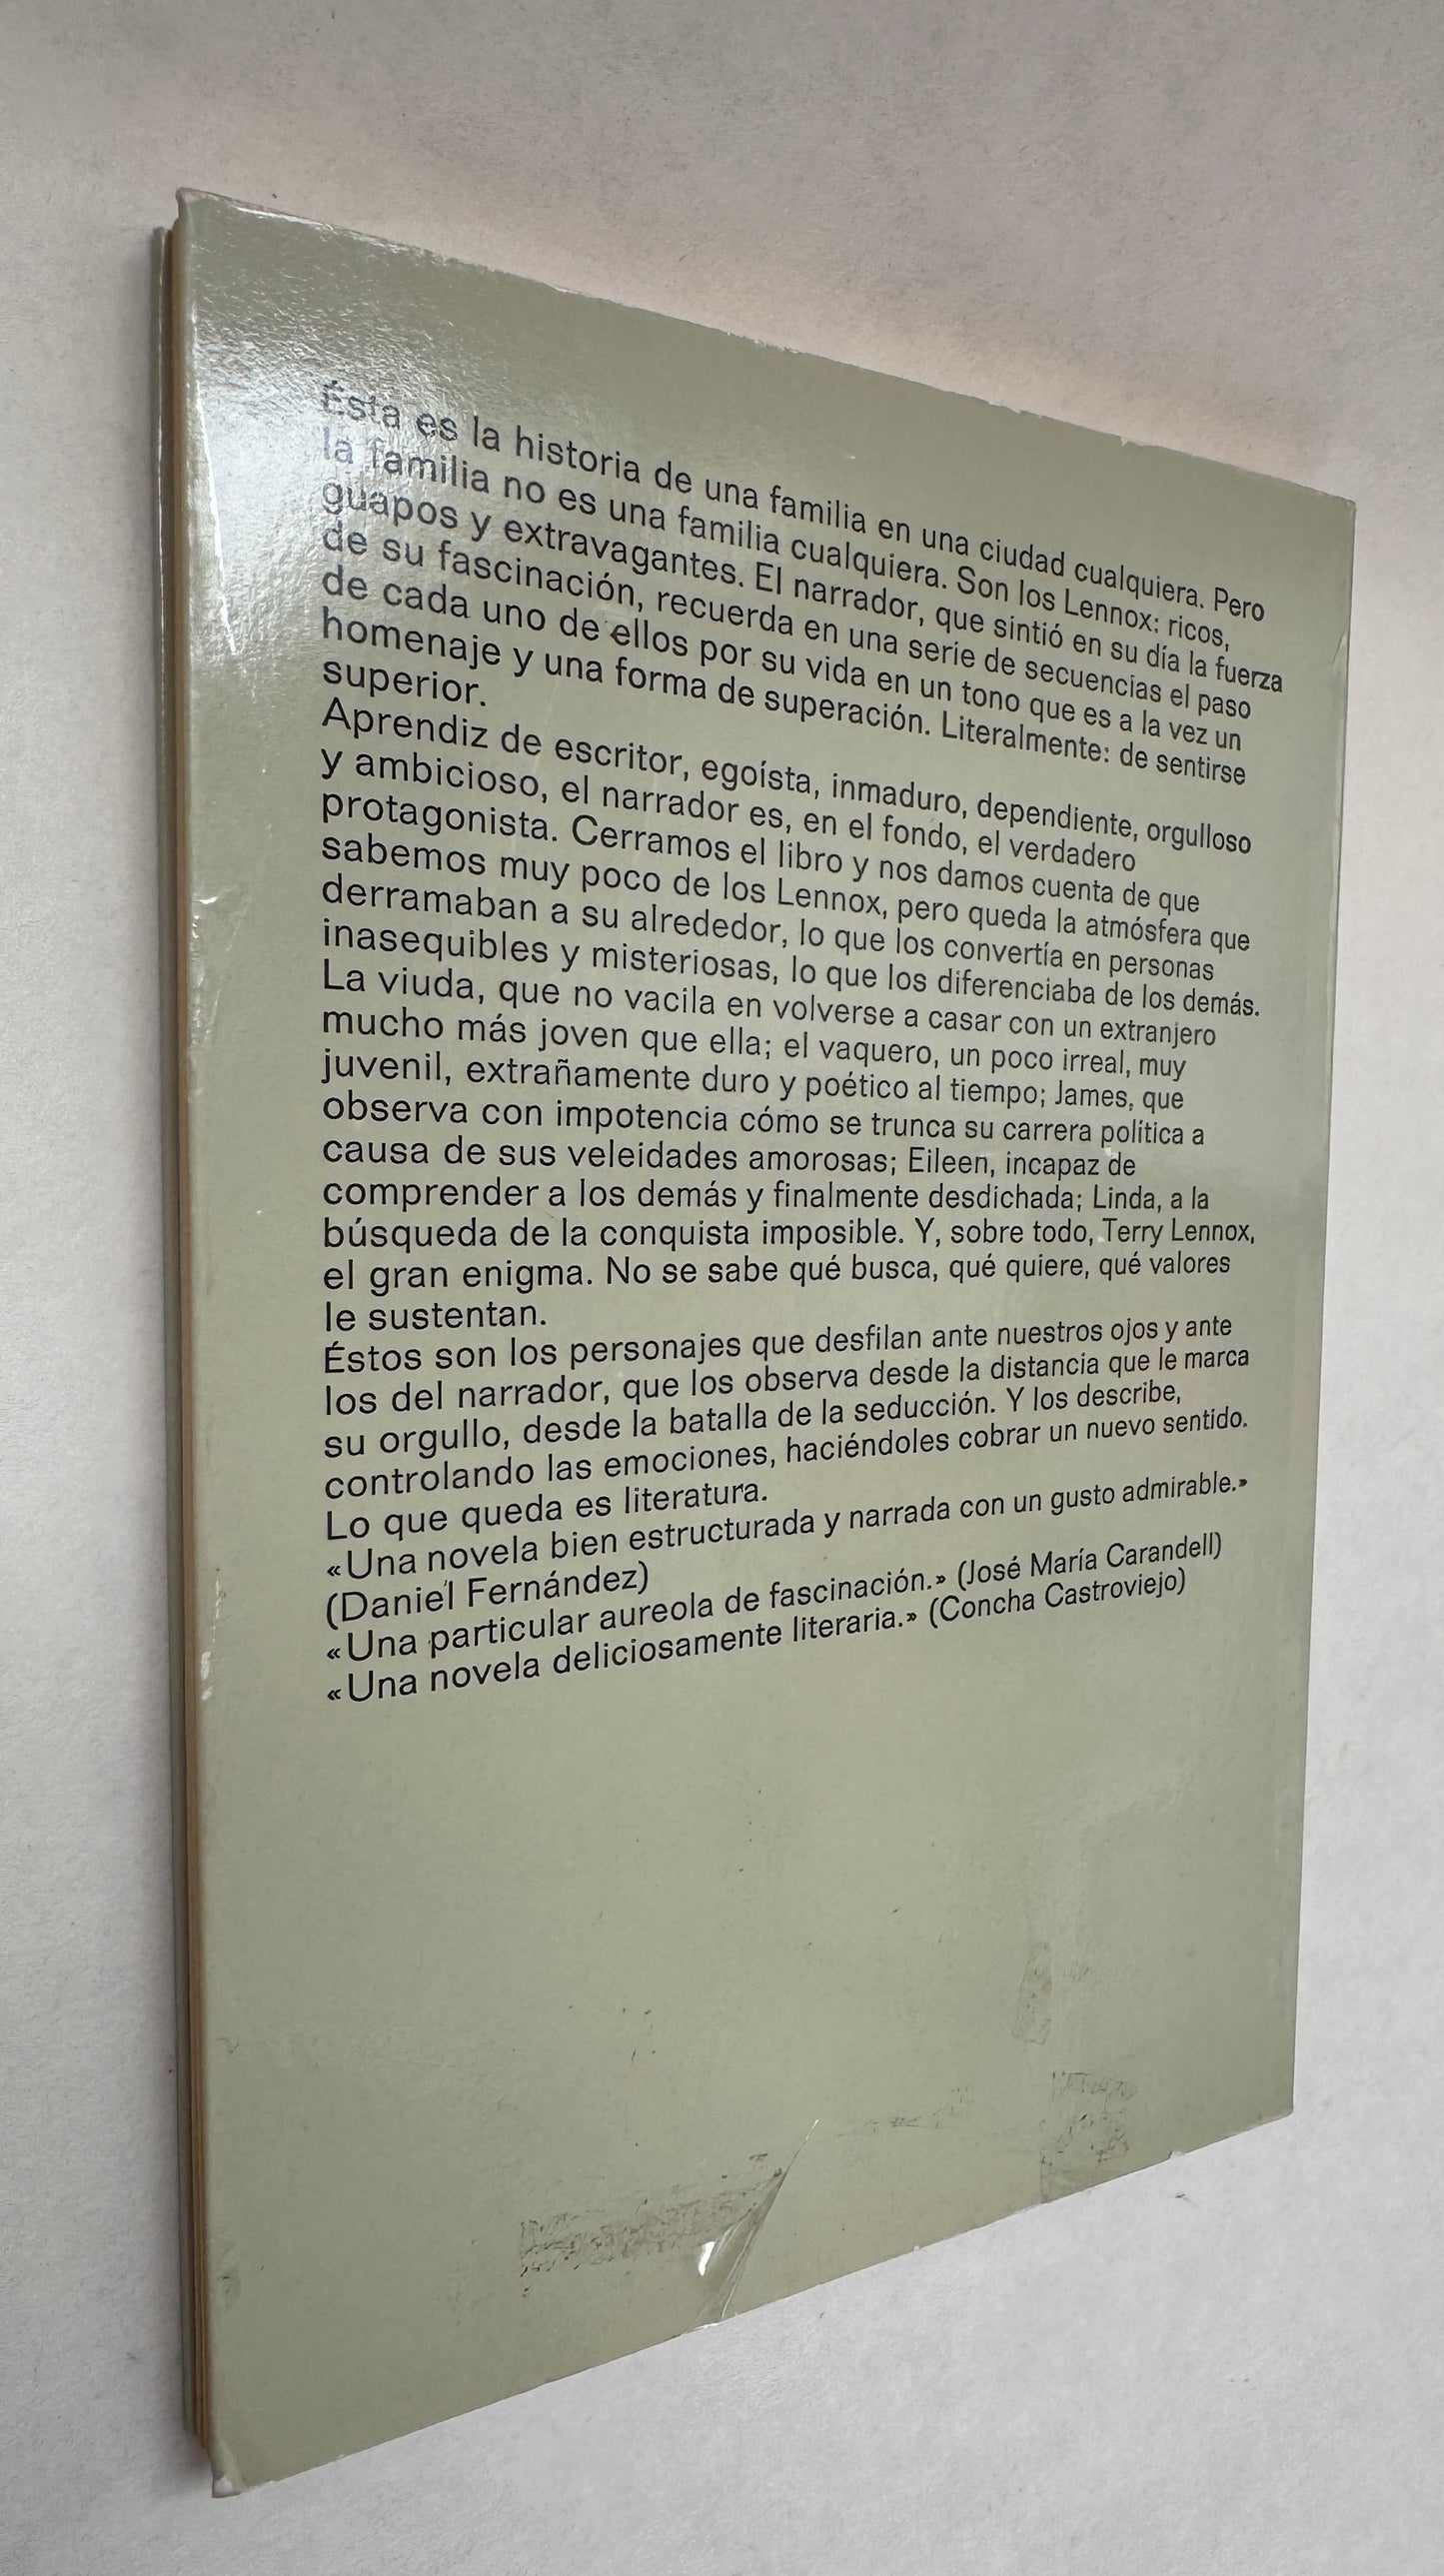 Ésta es la historia de una familia en una ciudad cualquiera. Pero
la familia no es una familia cualquiera. Son los Lennox: ricos,
guapos y extravagantes. El narrador, que sintió en su día la fuerza
de su fascinación, recuerda en una serie de secuencias el paso
de cada uno de ellos por su vida en un tono que es a la vez un
homenaje y una forma de superación. Literalmente: de sentirse
superior.
Aprendiz de escritor, egoísta, inmaduro, dependiente, orgulloso
y ambicioso, el narrador es, en el fondo, el verdadero
protagonista. Cerramos el libro y nos damos cuenta de que
sabemos muy poco de los Lennox, pero queda la atmósfera que
derramaban a su alrededor, lo que los convertía en personas
inasequibles y misteriosas, lo que los diferenciaba de los demás.
La viuda, que no vacila en volverse a casar con un extranjero
mucho más joven que ella; el vaquero, un poco irreal, muy
juvenil, extrañamente duro y poético al tiempo; James, que
observa con impotencia cómo se trunca su carrera política a
causa de sus veleidades amorosas; Eileen, incapaz de
comprender a los demás y finalmente desdichada; Linda, a la
búsqueda de la conquista imposible. Y, sobre todo, Terry Lennox,
el gran enigma. No se sabe qué busca, qué quiere, qué valores
le sustentan.
Éstos son los personajes que desfilan ante nuestros ojos y ante
los del narrador, que los observa desde la distancia que le marca
su orgullo, desde la batalla de la seducción. Y los describe,
controlando las emociones, haciéndoles cobrar un nuevo sentido.
Lo que queda es literatura.
«Una novela bien estructurada y narrada con un gusto admirable.»
(Daniel Fernández)
«Una particular aureola de fascinación.» (José María Carandell)
«Una novela deliciosamente literaria.» (Concha Castroviejo)